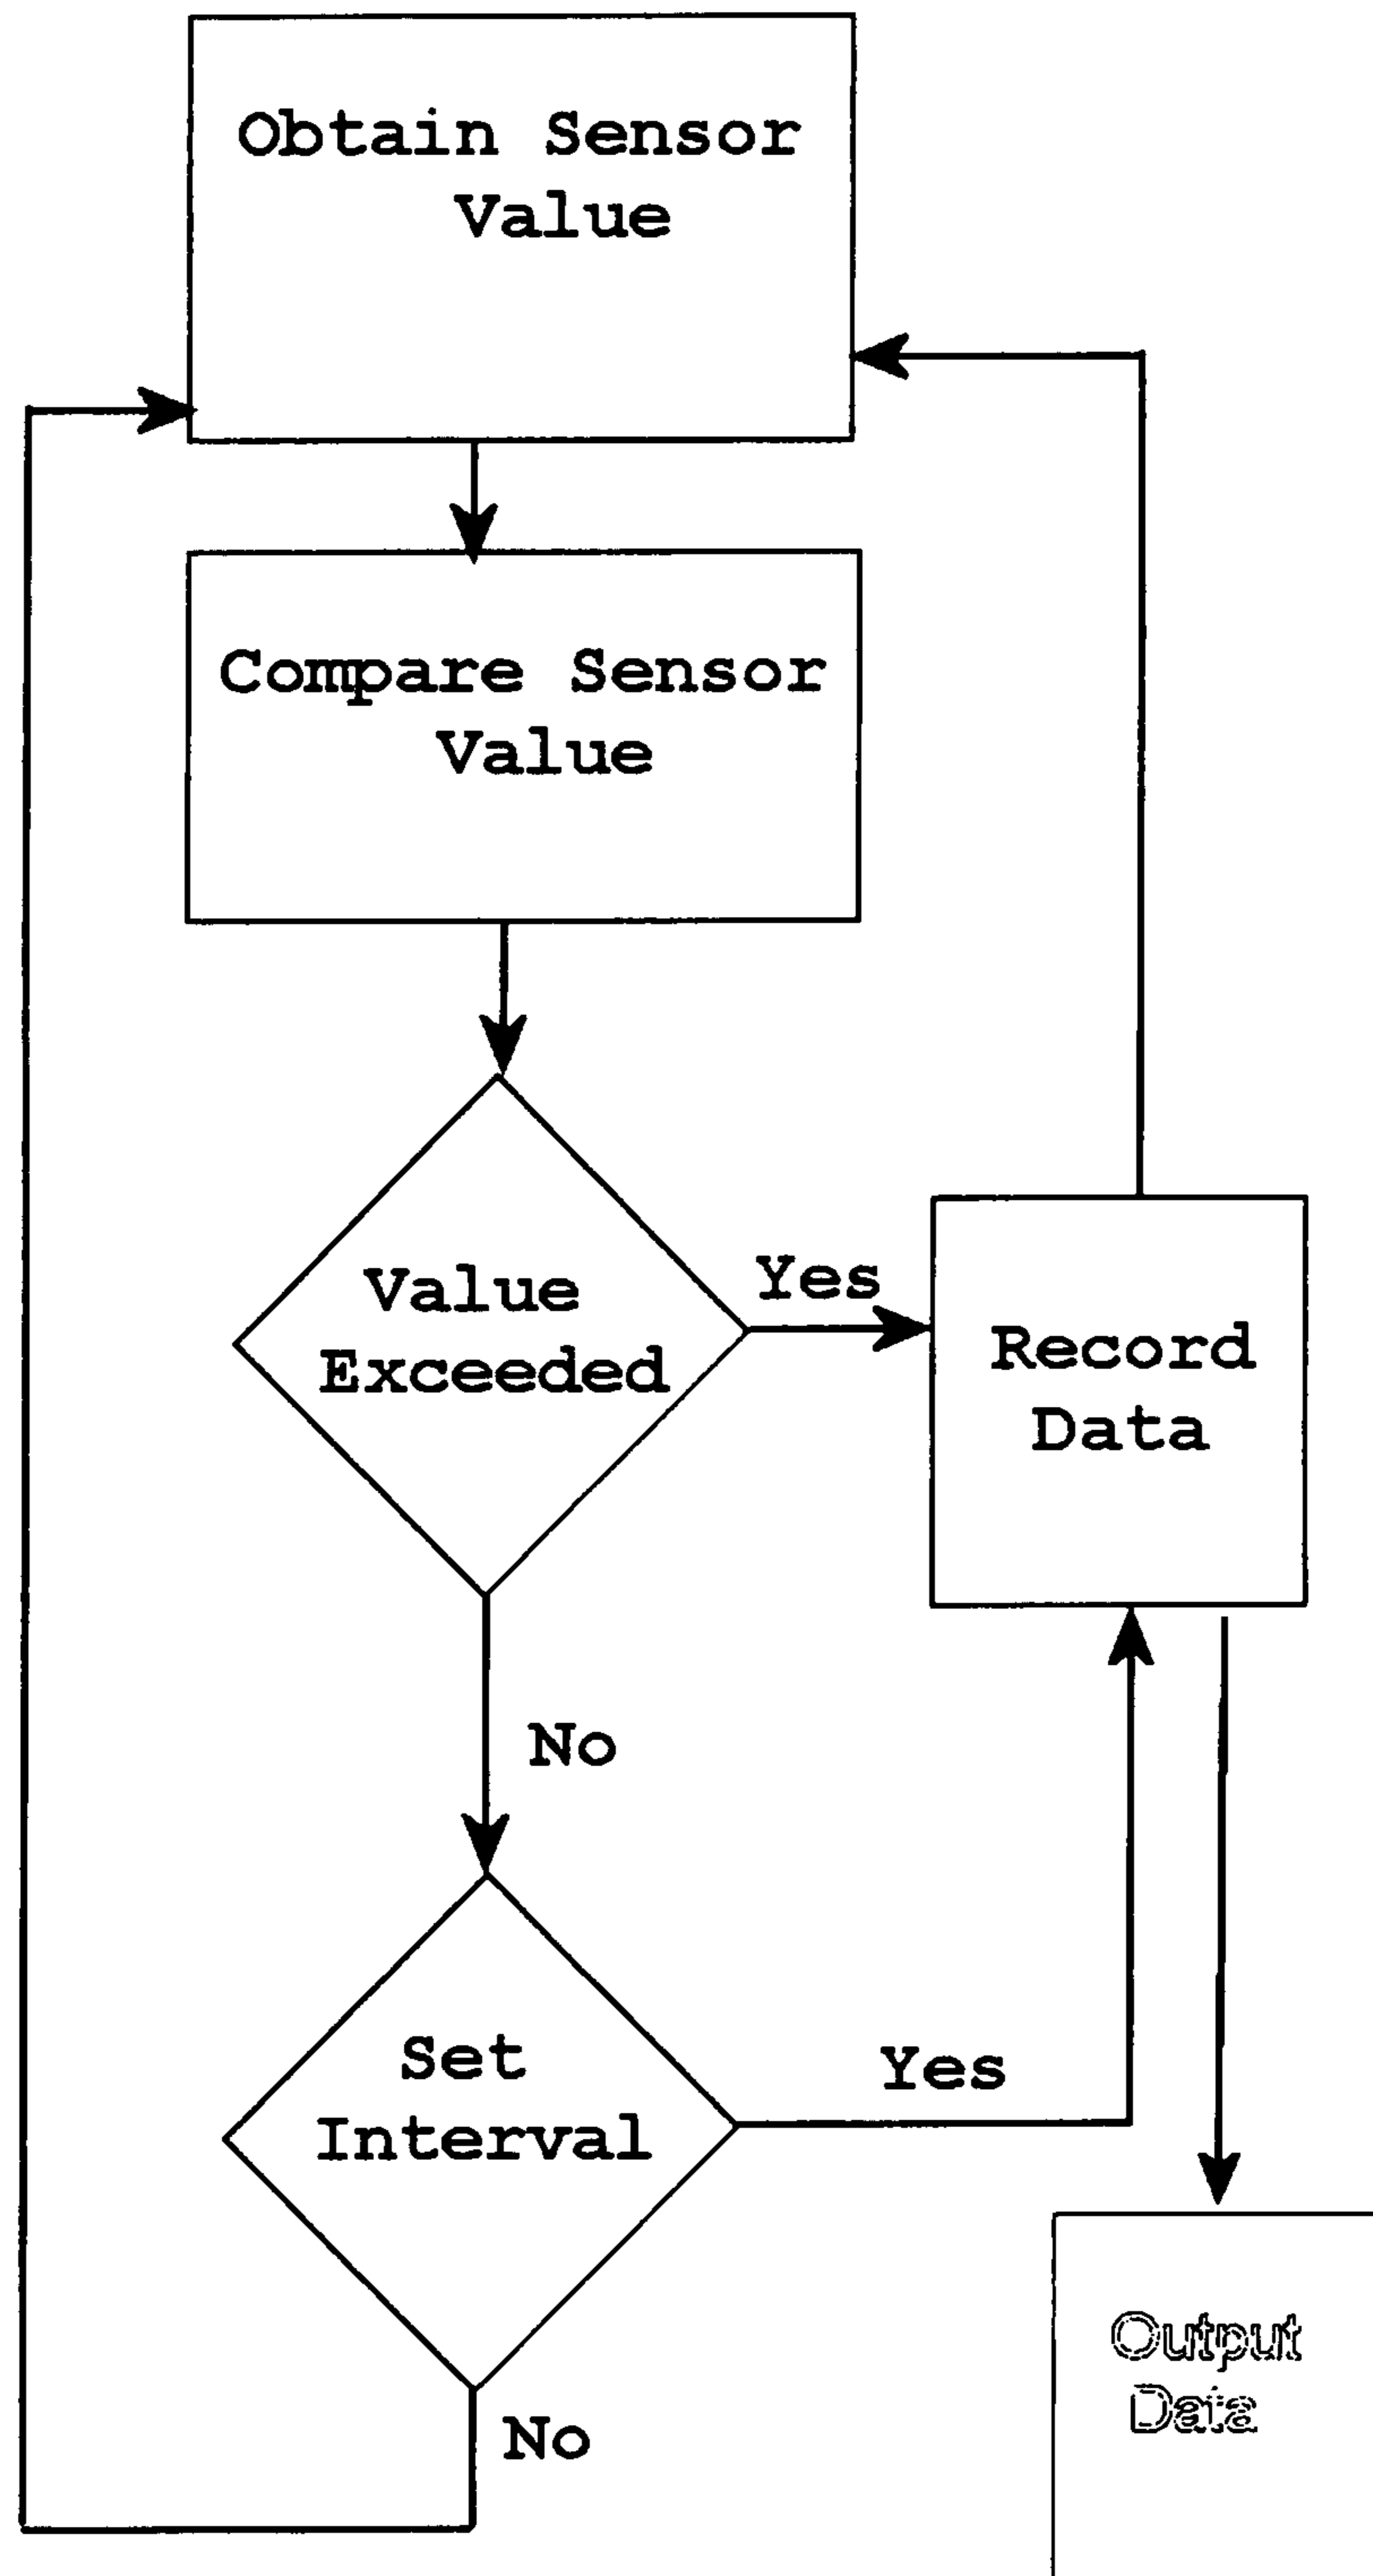 Obtain Sensor
Value
Compare Sensor
Value
Value
Exceeded
Yes
Record
Data
No
Set
Interval
Yes
No
Output
Data